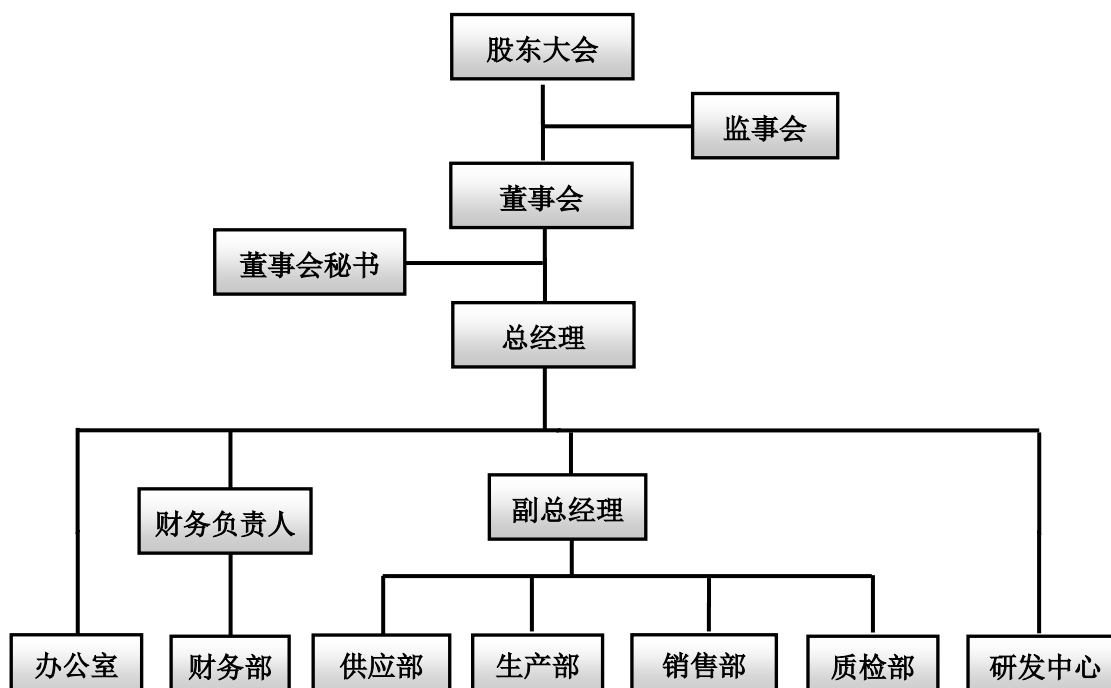 股东大会
监事会
董事会
董事会秘书
总经理
财务负责人
副总经理
办公室
财务部
供应部
生产部
销售部
质检部
研发中心